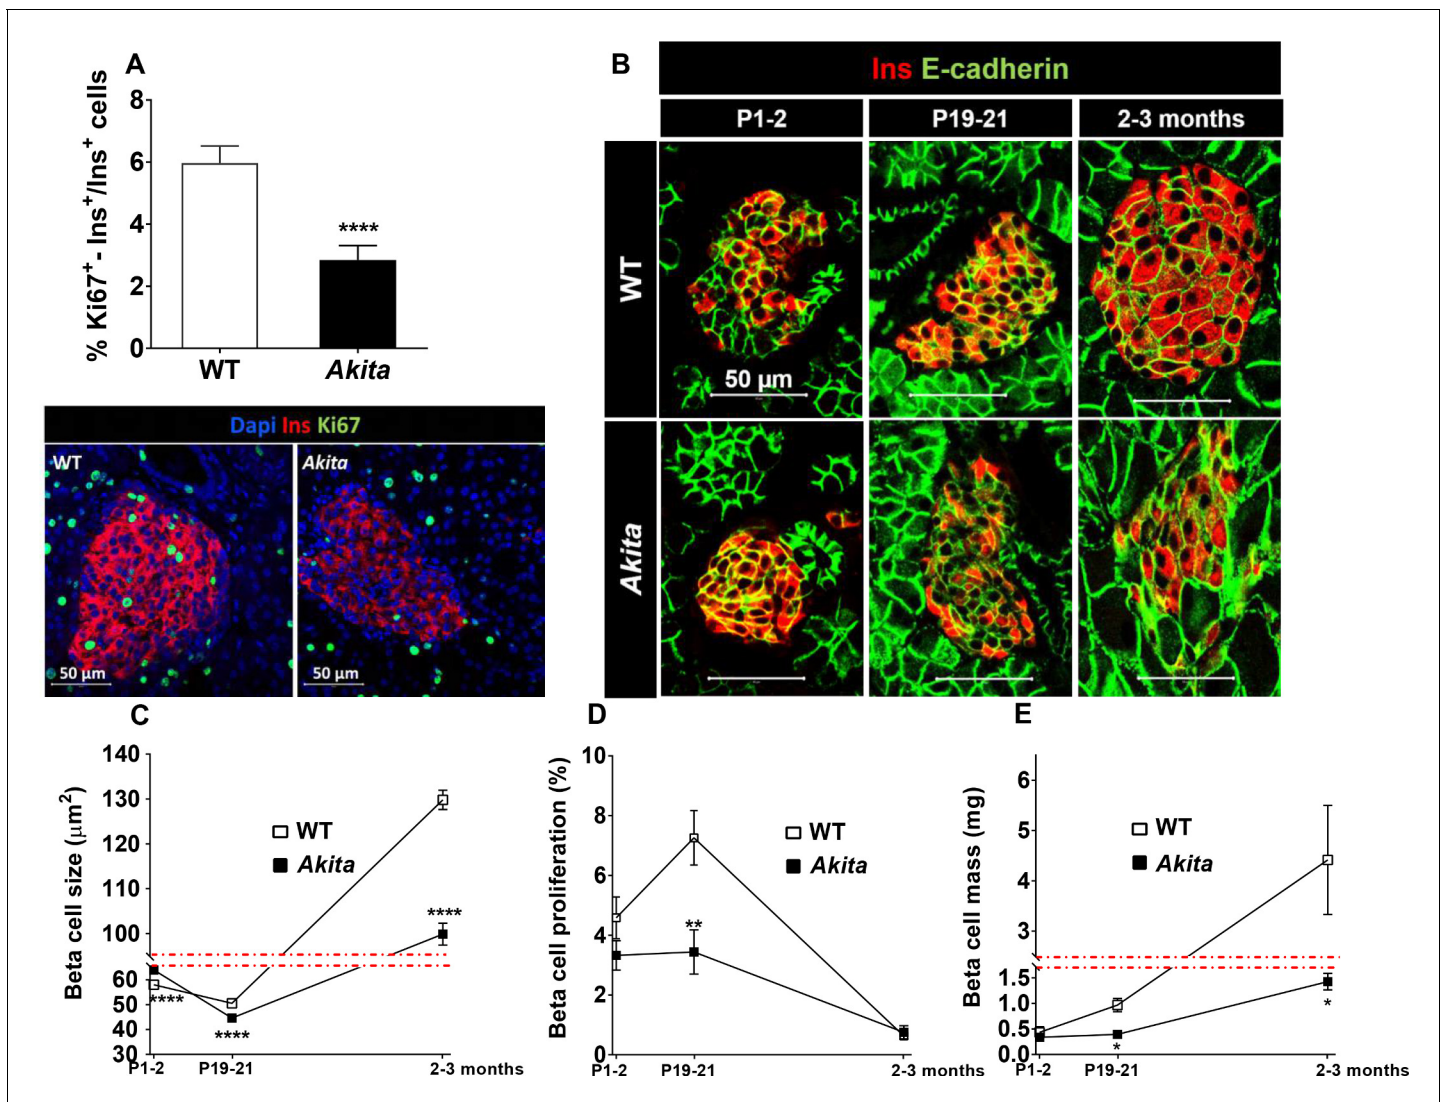 A
% Ki67+ - Ins+/Ins+ cells
8
6
4
2
0
****
WT
Akita
Dapi Ins Ki67
WT
Akita
50 µm
50 µm
B
Ins E-cadherin
P1-2
P19-21
2-3 months
WT
50 µm
Akita
C
Beta cell size (µm2)
140
130
120
110
100
60
50
40
30
WT
Akita
****
****
****
P1-2
P19-21
2-3 months
D
Beta cell proliferation (%)
10
8
6
4
2
0
WT
Akita
**
P1-2
P19-21
2-3 months
E
Beta cell mass (mg)
6
5
4
3
1.5
1.0
0.5
0.0
WT
Akita
*
*
P1-2
P19-21
2-3 months